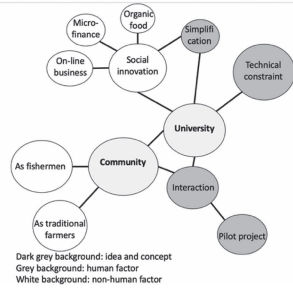 Organic
food
Micro-
finance
Simplifi
cation
Social
innovation
On-line
business
Technical
constraint
University
Community
As fishermen
Interaction
As traditional
farmers
Pilot project
Dark grey background: idea and concept
Grey background: human factor
White background: non-human factor